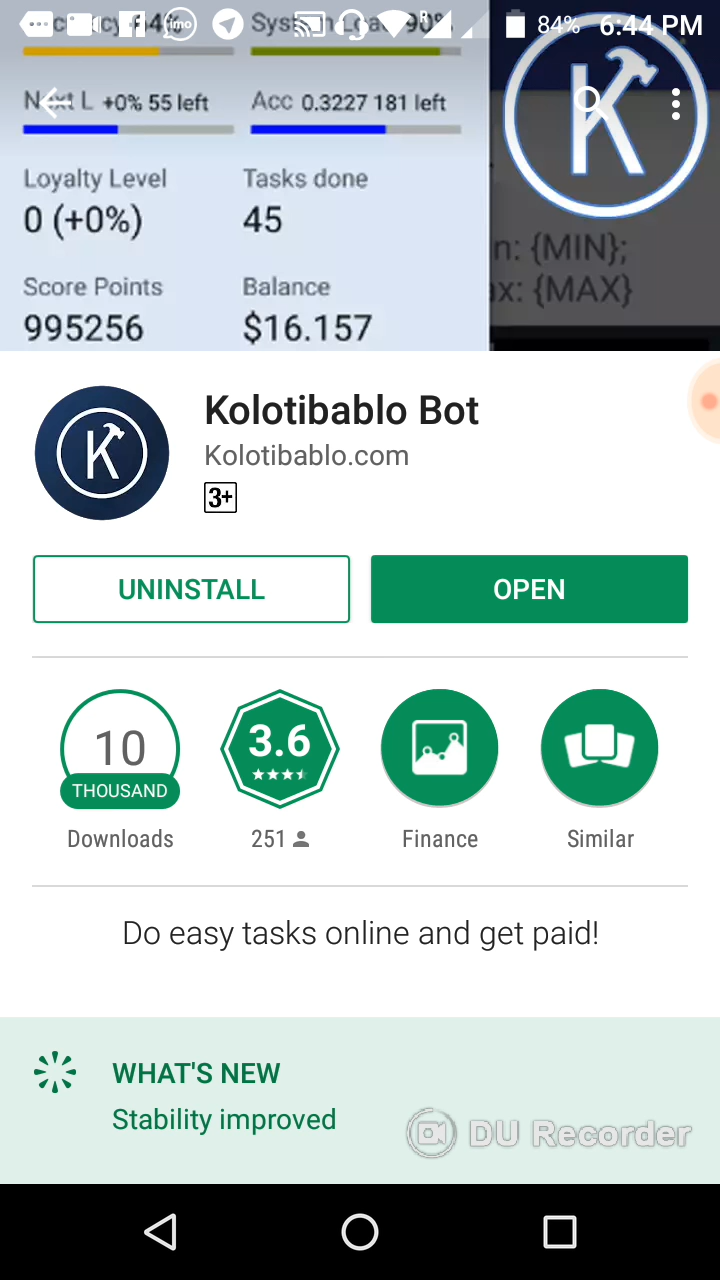 84% 6:44 PM
90%
+0% 55 left
Acc 0.3227 181 left
Loyalty Level
Tasks done
0 (+0%)
45
Score Points
Balance
995256
$16.157
n: {MIN};
ax: {MAX}
K
Kolotibablo Bot
Kolotibablo.com
3+
UNINSTALL
OPEN
10
THOUSAND
Downloads
3.6
251
Finance
Similar
Do easy tasks online and get paid!
WHAT'S NEW
Stability improved
DU Recorder